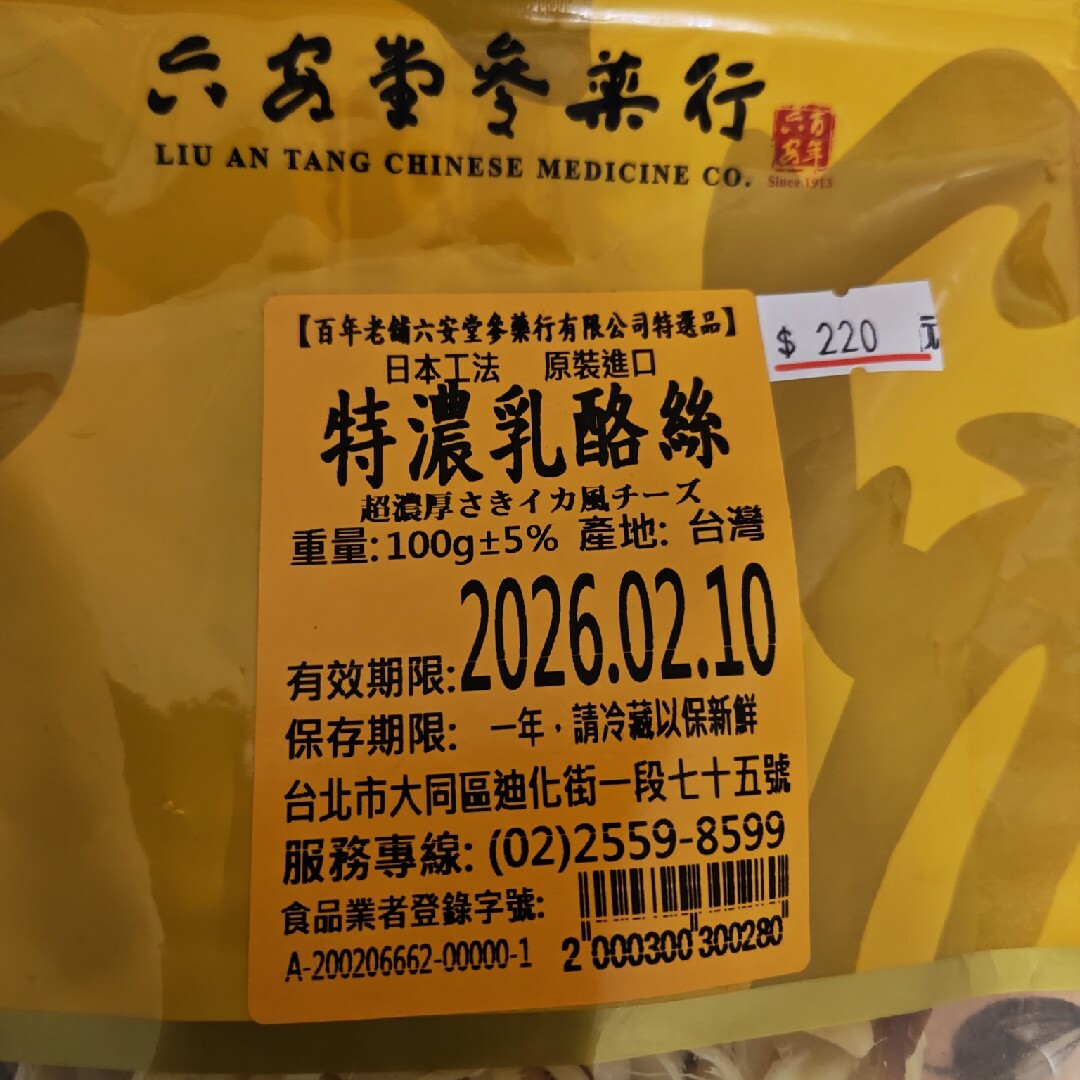 六安堂參藥行
百年六安
LIU AN TANG CHINESE MEDICINE CO.
Since 1913
【百年老舖六安堂參藥行有限公司特選品】
$ 220 元
日本工法 原裝進口
特濃乳酪絲
超濃厚さきイカ風チーズ
重量: 100g±5% 產地: 台灣
有效期限: 2026.02.10
保存期限: 一年，請冷藏以保新鮮
台北市大同區迪化街一段七十五號
服務專線: (02)2559-8599
食品業者登錄字號:
A-200206662-00000-1
2 000300 300280